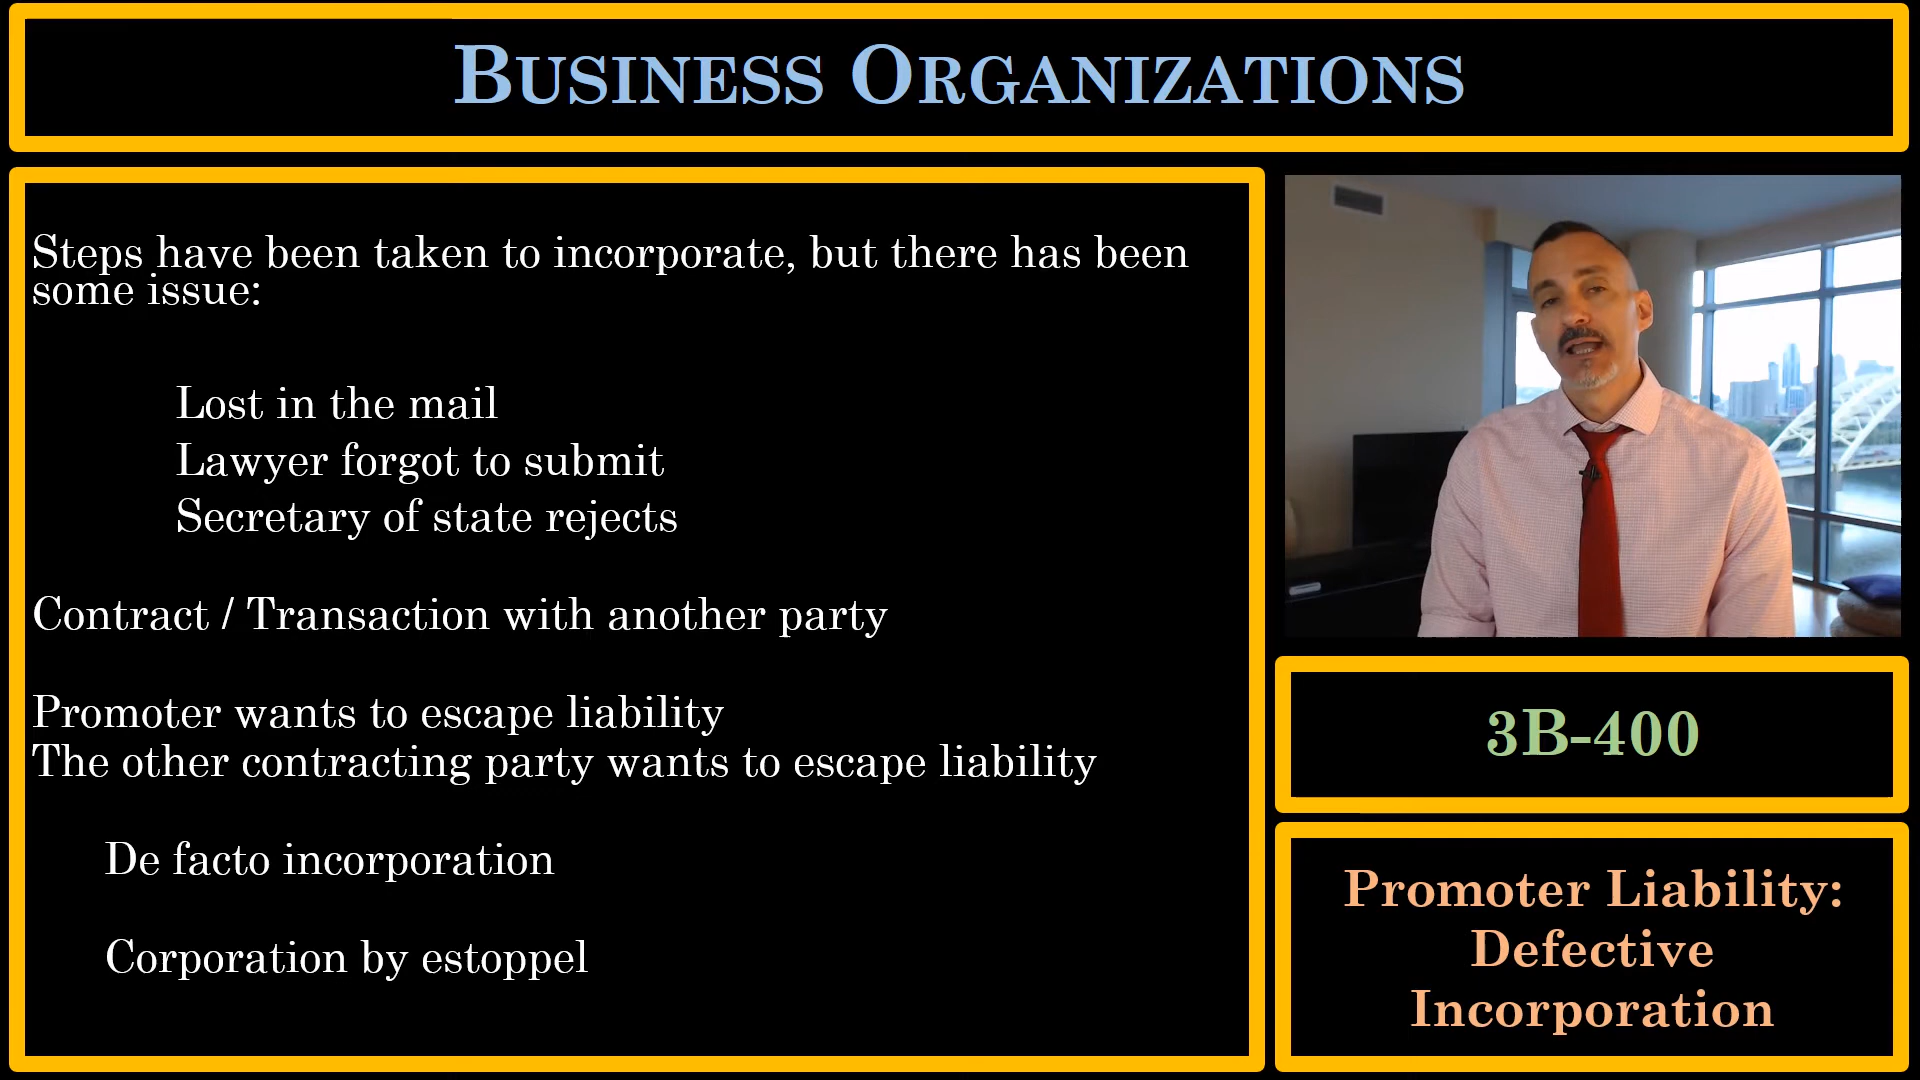 BUSINESS ORGANIZATIONS
Steps have been taken to incorporate, but there has been
some issue:
Lost in the mail
Lawyer forgot to submit
Secretary of state rejects
Contract / Transaction with another party
Promoter wants to escape liability
The other contracting party wants to escape liability
De facto incorporation
Corporation by estoppel
3B-400
Promoter Liability:
Defective
Incorporation